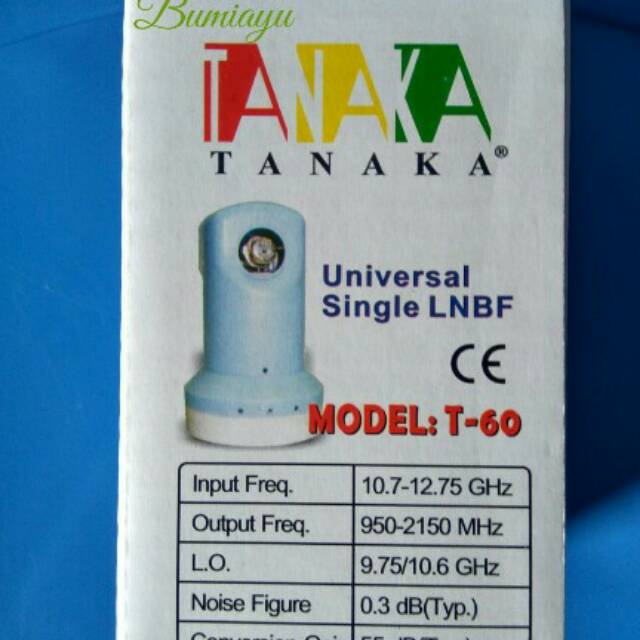 Bumiayu
TANAKA
TANAKA®
Universal
Single LNBF
CE
MODEL: T-60
Input Freq. 10.7-12.75 GHz
Output Freq. 950-2150 MHz
L.O. 9.75/10.6 GHz
Noise Figure 0.3 dB(Typ.)